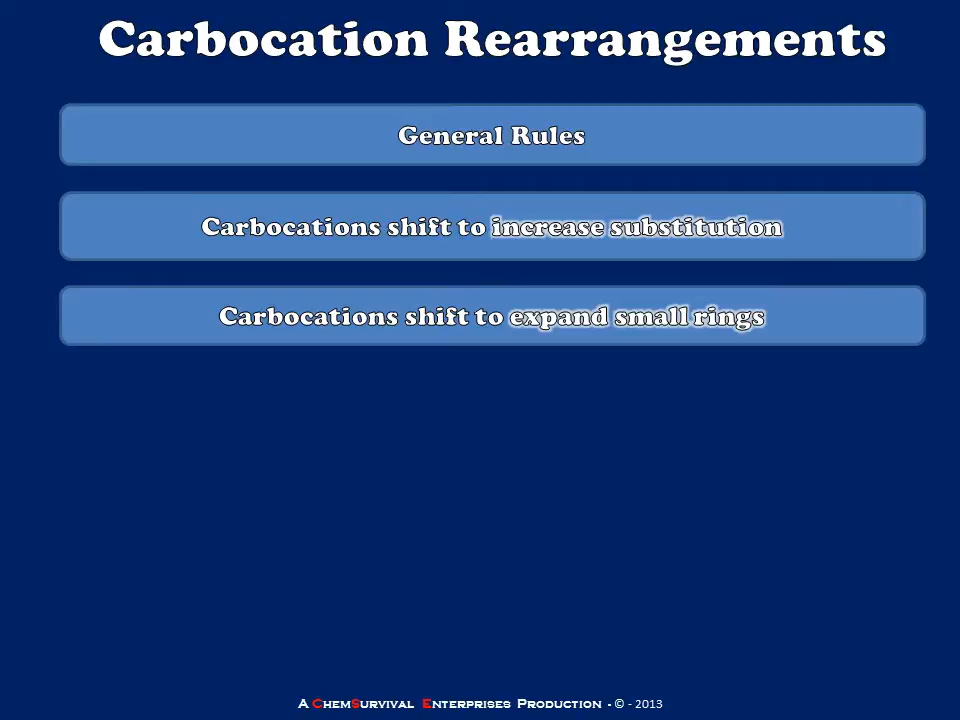 Carbocation Rearrangements
General Rules
Carbocations shift to increase substitution
Carbocations shift to expand small rings
A ChemSurvival Enterprises Production - © - 2013